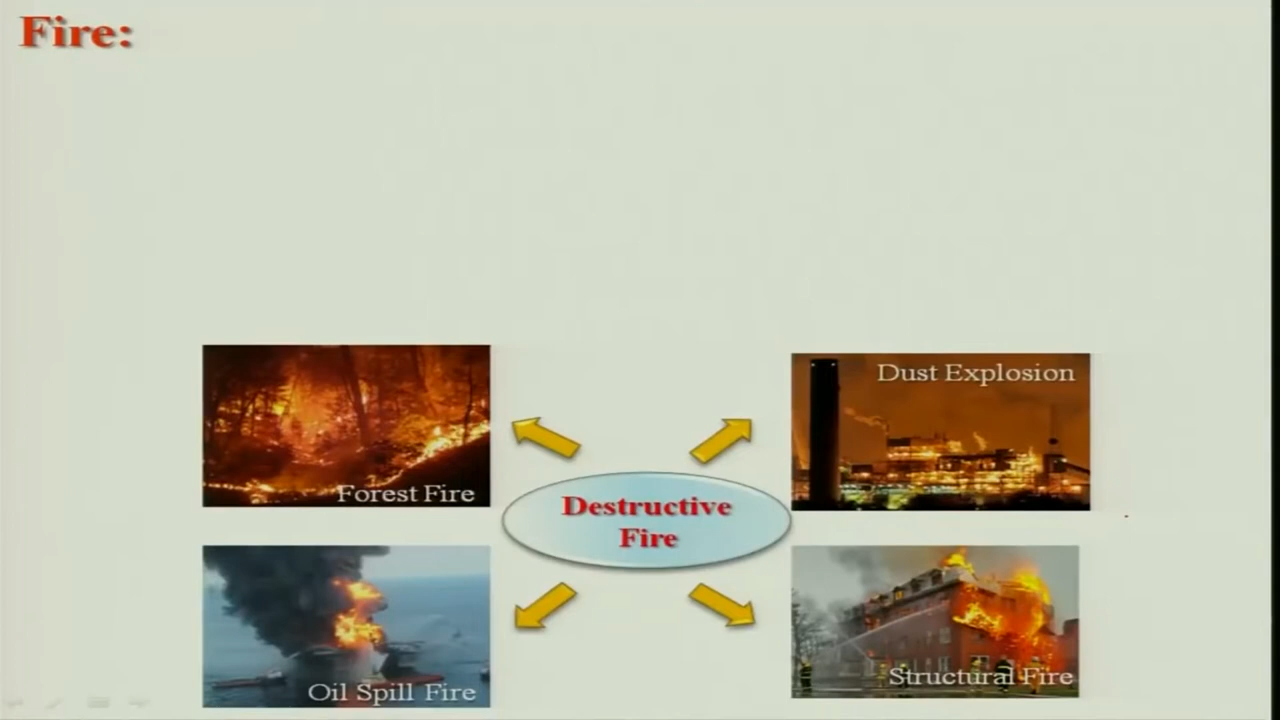 Fire:
Forest Fire
Dust Explosion
Destructive
Fire
Oil Spill Fire
Structural Fire